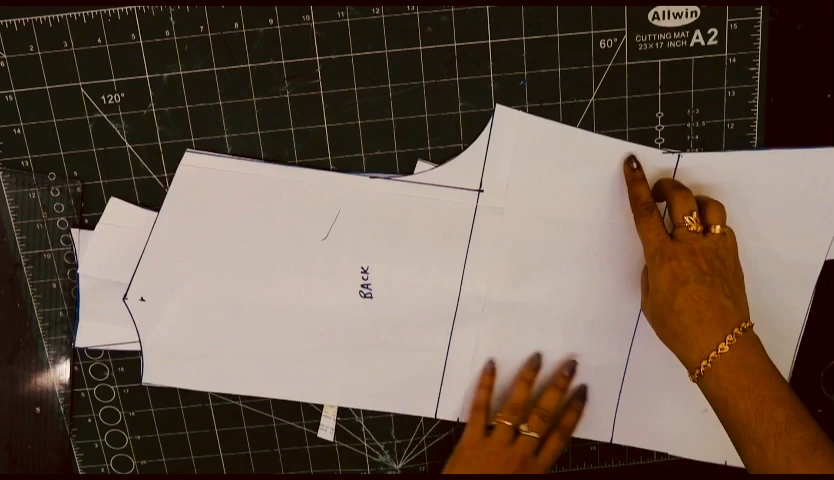 Allwin
CUTTING MAT A2
23×17 INCH
60°
120°
BACK